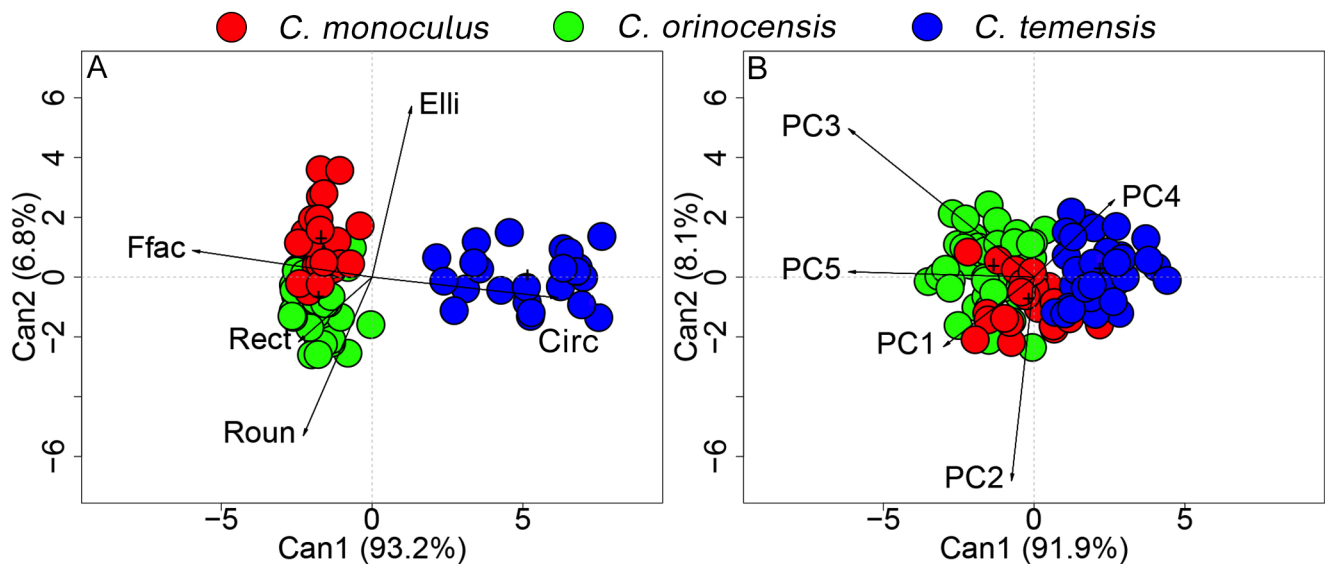 C. monoculus C. orinocensis C. temensis
A
Can2 (6.8%)
6
4
2
0
−2
−6
Elli
Ffac
Rect
Circ
Roun
−5 0 5
Can1 (93.2%)
B
Can2 (8.1%)
6
4
2
0
−2
−6
PC3
PC4
PC5
PC1
PC2
−5 0 5
Can1 (91.9%)